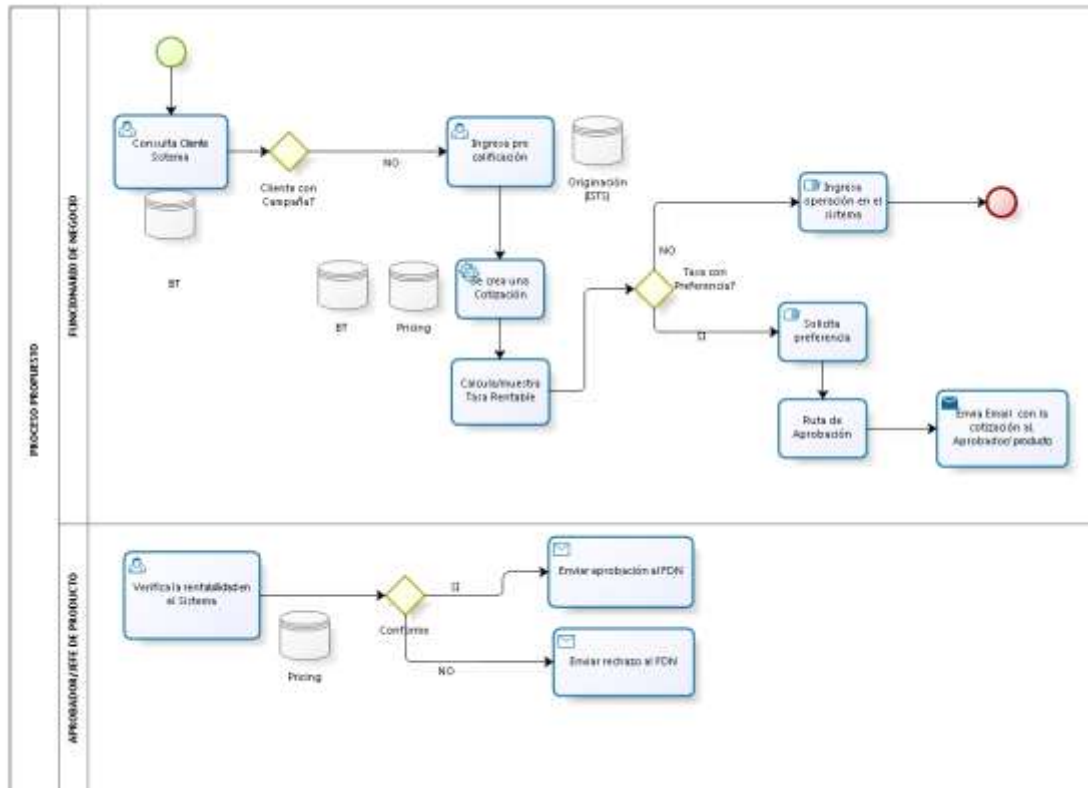 PROCESO PROPUESTO
FUNCIONARIO DE NEGOCIO
Consulta Cliente
Sistema
BT
Cliente con
Campaña?
NO
Ingresa pre
calificación
Originación
(ISTS)
BT
Pricing
Se crea una
Cotización
Calcula/muestra
Tasa Rentable
Tasa con
Preferencia?
NO
Ingresa
operación en el
sistema
SI
Solicita
preferencia
Ruta de
Aprobación
Envia Email con la
cotización al
Aprobador/ producto
APROBADOR/JEFE DE PRODUCTO
Verifica la rentabilidad en
el Sistema
Pricing
Conforme
SI
Enviar aprobación al FDN
NO
Enviar rechazo al FDN